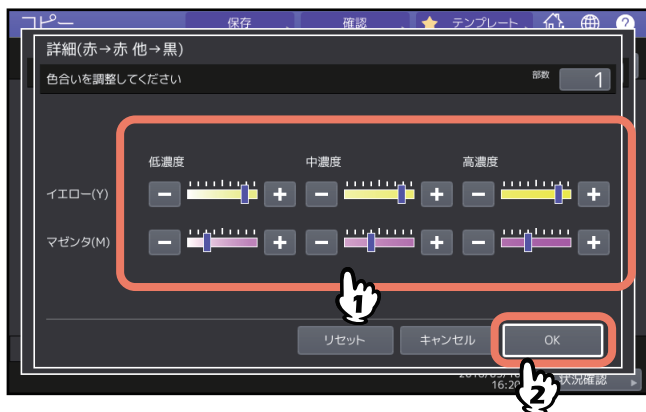 コピー 保存 確認 テンプレート ?
詳細(赤→赤 他→黒)
色合いを調整してください 部数 1
低濃度 中濃度 高濃度
イエロー(Y)
マゼンタ(M)
1
リセット キャンセル OK
16:20 状況確認
2